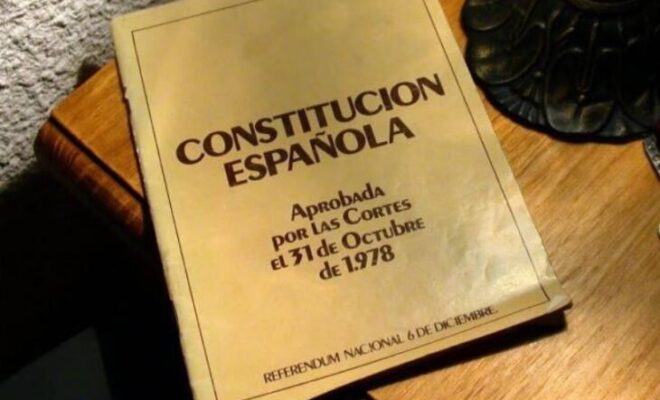 CONSTITUCION
ESPAÑOLA
Aprobada
por las Cortes
el 31 de Octubre
de 1.978
REFERENDUM NACIONAL 6 DE DICIEMBRE.